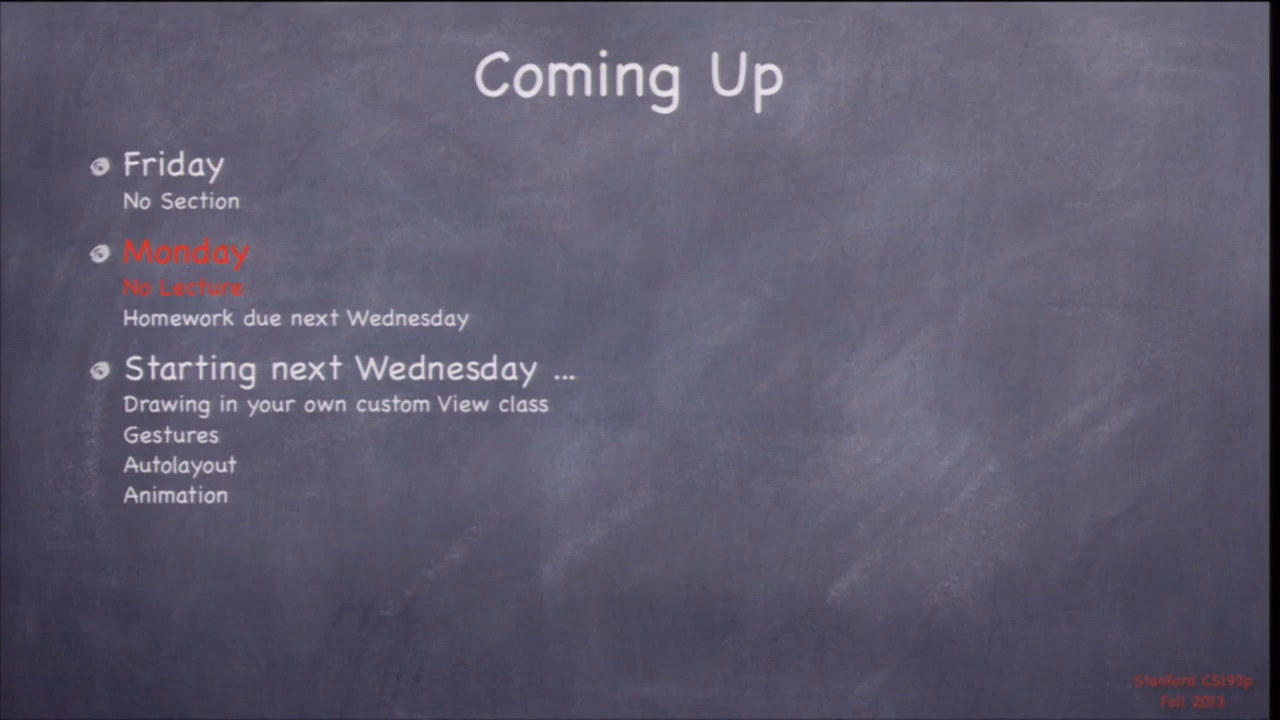 Coming Up
Friday
No Section
Monday
No Lecture
Homework due next Wednesday
Starting next Wednesday ...
Drawing in your own custom View class
Gestures
Autolayout
Animation
Stanford CS193p
Fall 2013